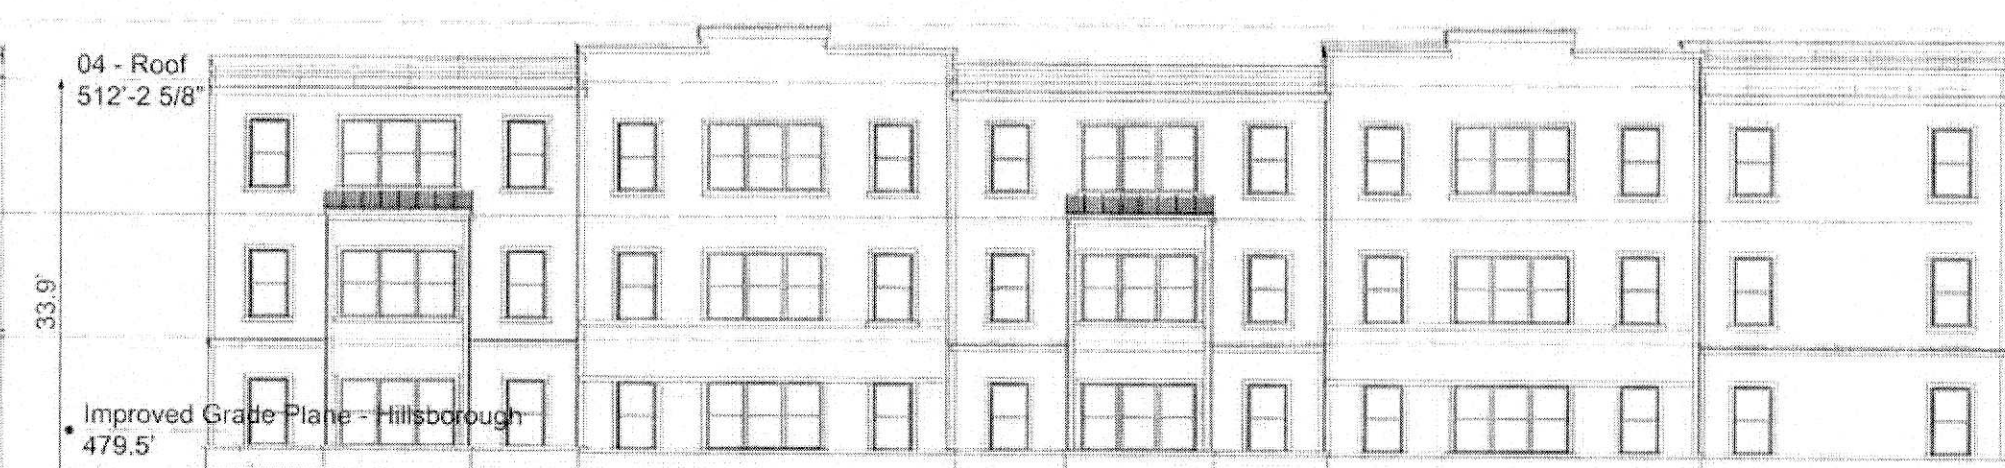 04 - Roof
512'-2 5/8"
33.9'
Improved Grade Plane - Hillsborough
479.5'